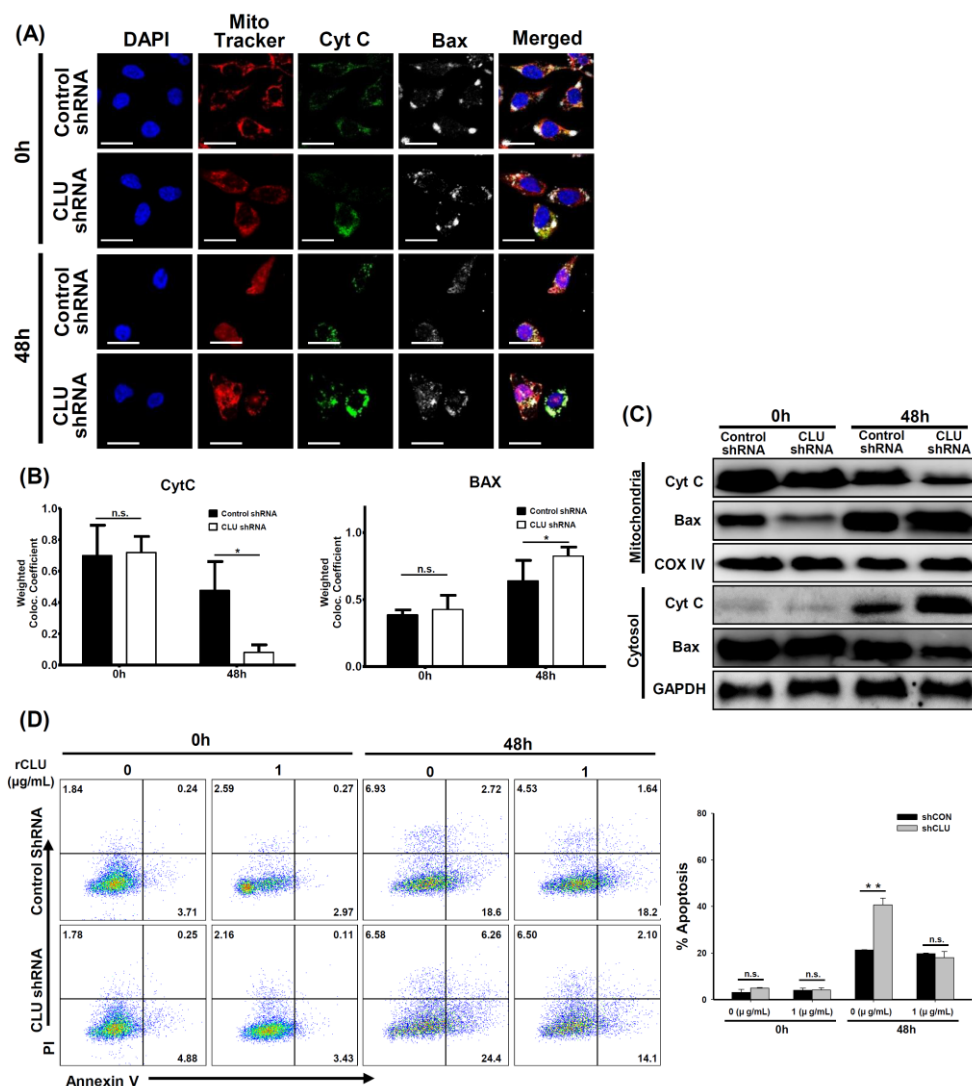 (A)
DAPI
Mito
Tracker
Cyt C
Bax
Merged
0h
Control
shRNA
CLU
shRNA
48h
Control
shRNA
CLU
shRNA
(B)
CytC
n.s.
Control shRNA
CLU shRNA
*
Weighted
Coloc. Coefficient
1.0
0.8
0.6
0.4
0.2
0.0
0h
48h
BAX
Control shRNA
CLU shRNA
n.s.
*
Weighted
Coloc. Coefficient
1.0
0.5
0.0
0h
48h
(C)
0h
48h
Control
shRNA
CLU
shRNA
Control
shRNA
CLU
shRNA
Mitochondria
Cyt C
Bax
COX IV
Cytosol
Cyt C
Bax
GAPDH
(D)
0h
48h
rCLU
(µg/mL)
0
1
0
1
Control ShRNA
1.84
0.24
3.71
2.59
0.27
2.97
6.93
2.72
18.6
4.53
1.64
18.2
CLU shRNA
1.78
0.25
4.88
2.16
0.11
3.43
6.58
6.26
24.4
6.50
2.10
14.1
PI
Annexin V
shCON
shCLU
% Apoptosis
80
60
40
20
0
n.s.
n.s.
**
n.s.
0 (µ g/mL)
1 (µ g/mL)
0 (µ g/mL)
1 (µ g/mL)
0h
48h